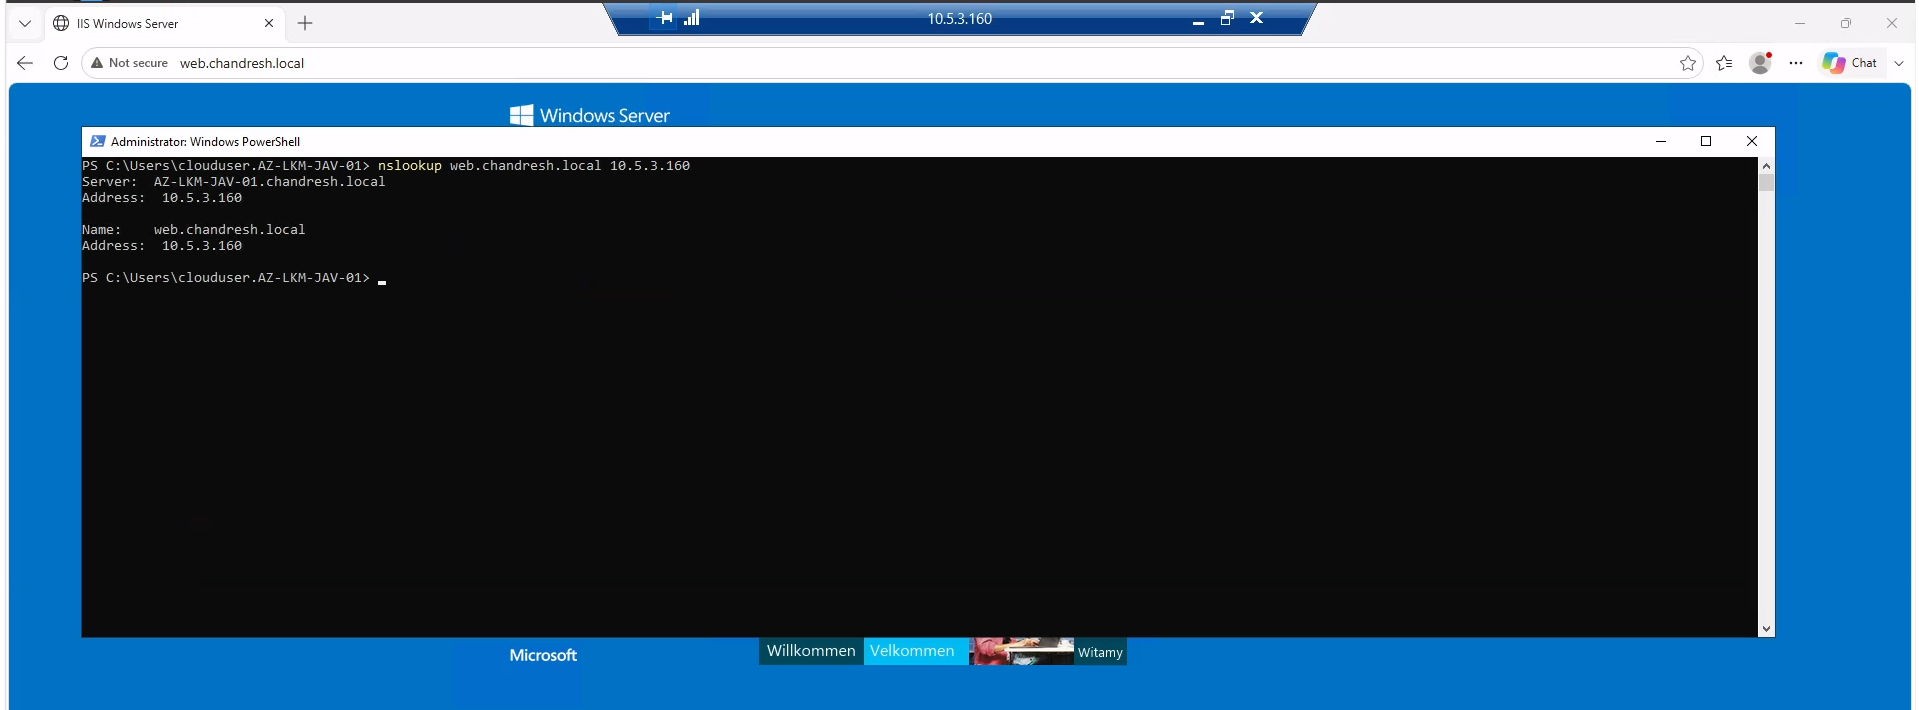 IIS Windows Server
10.5.3.160
Not secure web.chandresh.local
Chat
Windows Server
Administrator: Windows PowerShell
PS C:\Users\clouduser.AZ-LKM-JAV-01> nslookup web.chandresh.local 10.5.3.160
Server:  AZ-LKM-JAV-01.chandresh.local
Address:  10.5.3.160
Name:    web.chandresh.local
Address:  10.5.3.160
PS C:\Users\clouduser.AZ-LKM-JAV-01>
Microsoft
Willkommen Velkommen Witamy